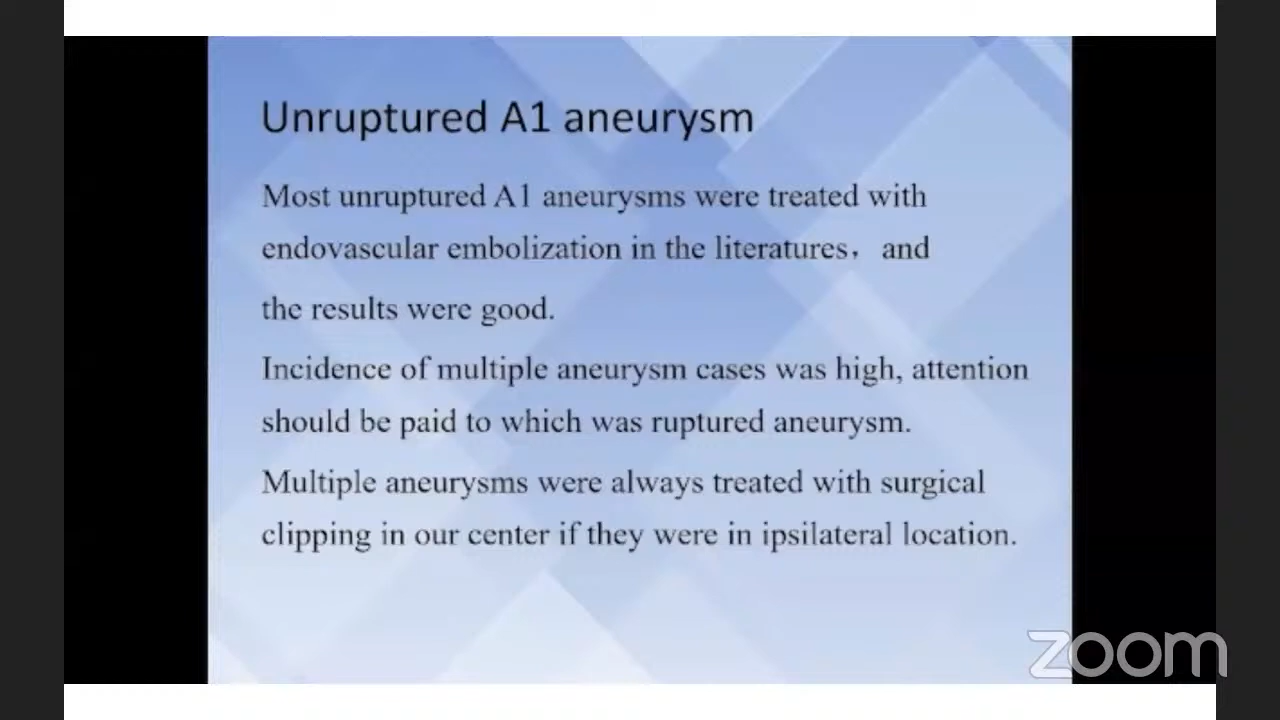 Unruptured A1 aneurysm
Most unruptured A1 aneurysms were treated with
endovascular embolization in the literatures，and
the results were good.
Incidence of multiple aneurysm cases was high, attention
should be paid to which was ruptured aneurysm.
Multiple aneurysms were always treated with surgical
clipping in our center if they were in ipsilateral location.
zoom